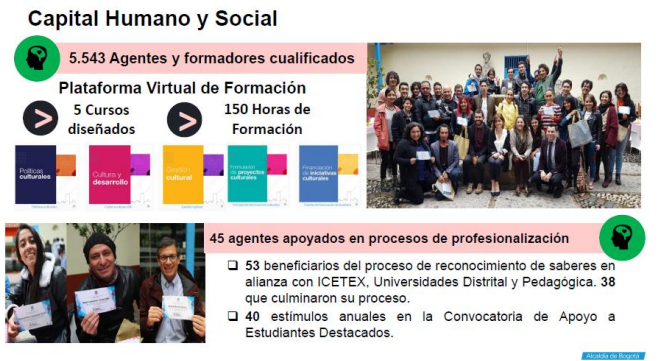 Capital Humano y Social
5.543 Agentes y formadores cualificados
Plataforma Virtual de Formación
5 Cursos
diseñados
150 Horas de
Formación
Políticas
culturales
Cultura y
desarrollo
Gestión
cultural
Formulación
de proyectos
culturales
Financiación
de iniciativas
culturales
45 agentes apoyados en procesos de profesionalización
53 beneficiarios del proceso de reconocimiento de saberes en
alianza con ICETEX, Universidades Distrital y Pedagógica. 38
que culminaron su proceso.
40 estímulos anuales en la Convocatoria de Apoyo a
Estudiantes Destacados.
Alcaldía de Bogotá